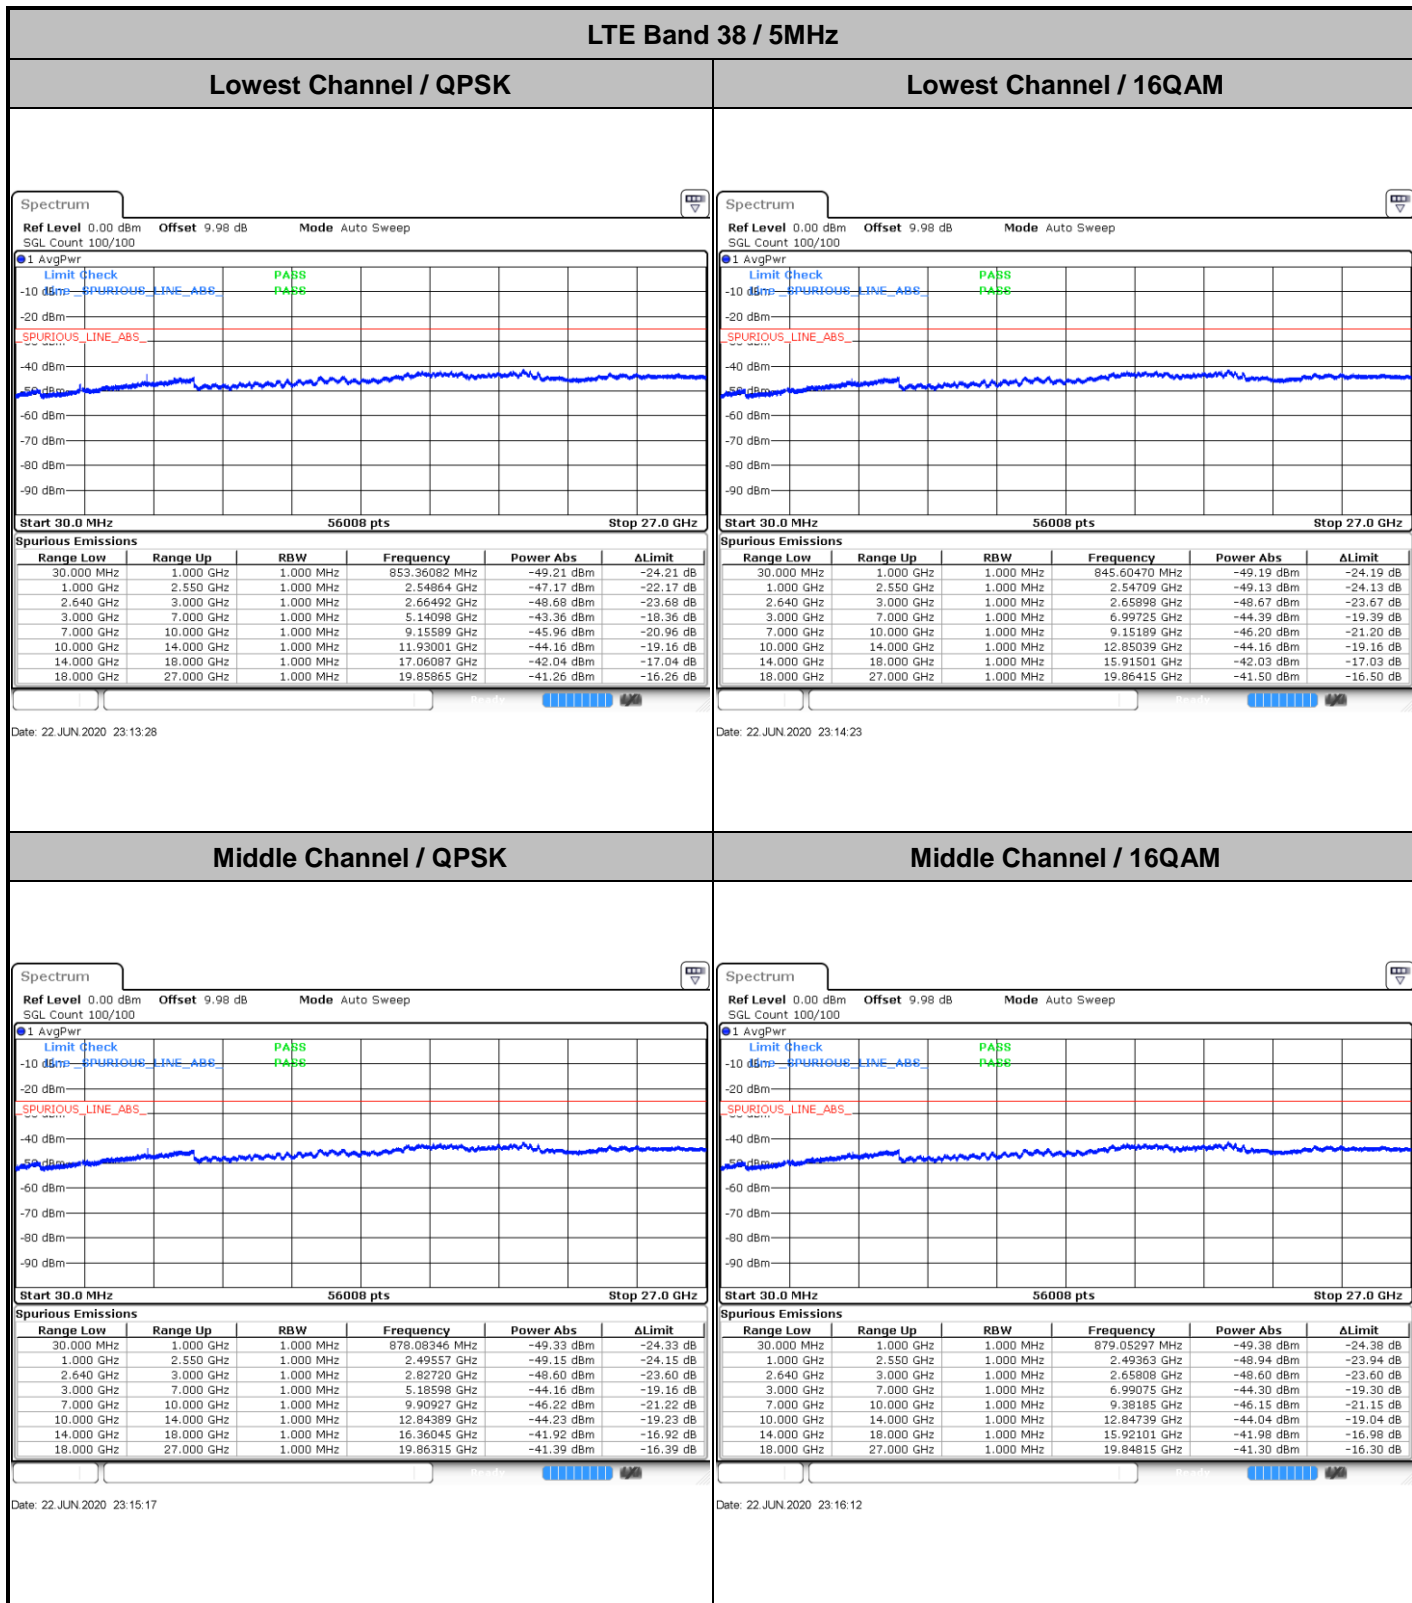 LTE Band 38 / 5MHz
Lowest Channel / QPSK
Lowest Channel / 16QAM
Spectrum
Ref Level 0.00 dBm Offset 9.98 dB Mode Auto Sweep
SGL Count 100/100
1 AvgPwr
Limit Check PASS
Line _SPURIOUS_LINE_ABS_ PASS
-10 dBm
-20 dBm
_SPURIOUS_LINE_ABS_
-40 dBm
-50 dBm
-60 dBm
-70 dBm
-80 dBm
-90 dBm
Start 30.0 MHz 56008 pts Stop 27.0 GHz
Spurious Emissions
Range Low Range Up RBW Frequency Power Abs ΔLimit
30.000 MHz 1.000 GHz 1.000 MHz 853.36082 MHz -49.21 dBm -24.21 dB
1.000 GHz 2.550 GHz 1.000 MHz 2.54864 GHz -47.17 dBm -22.17 dB
2.640 GHz 3.000 GHz 1.000 MHz 2.66492 GHz -48.68 dBm -23.68 dB
3.000 GHz 7.000 GHz 1.000 MHz 5.14098 GHz -43.36 dBm -18.36 dB
7.000 GHz 10.000 GHz 1.000 MHz 9.15589 GHz -45.96 dBm -20.96 dB
10.000 GHz 14.000 GHz 1.000 MHz 11.93001 GHz -44.16 dBm -19.16 dB
14.000 GHz 18.000 GHz 1.000 MHz 17.06087 GHz -42.04 dBm -17.04 dB
18.000 GHz 27.000 GHz 1.000 MHz 19.85865 GHz -41.26 dBm -16.26 dB
Date: 22.JUN.2020 23:13:28
Spectrum
Ref Level 0.00 dBm Offset 9.98 dB Mode Auto Sweep
SGL Count 100/100
1 AvgPwr
Limit Check PASS
Line _SPURIOUS_LINE_ABS_ PASS
-10 dBm
-20 dBm
_SPURIOUS_LINE_ABS_
-40 dBm
-50 dBm
-60 dBm
-70 dBm
-80 dBm
-90 dBm
Start 30.0 MHz 56008 pts Stop 27.0 GHz
Spurious Emissions
Range Low Range Up RBW Frequency Power Abs ΔLimit
30.000 MHz 1.000 GHz 1.000 MHz 845.60470 MHz -49.19 dBm -24.19 dB
1.000 GHz 2.550 GHz 1.000 MHz 2.54709 GHz -49.13 dBm -24.13 dB
2.640 GHz 3.000 GHz 1.000 MHz 2.65898 GHz -48.67 dBm -23.67 dB
3.000 GHz 7.000 GHz 1.000 MHz 6.99725 GHz -44.39 dBm -19.39 dB
7.000 GHz 10.000 GHz 1.000 MHz 9.15189 GHz -46.20 dBm -21.20 dB
10.000 GHz 14.000 GHz 1.000 MHz 12.85039 GHz -44.16 dBm -19.16 dB
14.000 GHz 18.000 GHz 1.000 MHz 15.91501 GHz -42.03 dBm -17.03 dB
18.000 GHz 27.000 GHz 1.000 MHz 19.86415 GHz -41.50 dBm -16.50 dB
Date: 22.JUN.2020 23:14:23
Middle Channel / QPSK
Middle Channel / 16QAM
Spectrum
Ref Level 0.00 dBm Offset 9.98 dB Mode Auto Sweep
SGL Count 100/100
1 AvgPwr
Limit Check PASS
Line _SPURIOUS_LINE_ABS_ PASS
-10 dBm
-20 dBm
_SPURIOUS_LINE_ABS_
-40 dBm
-50 dBm
-60 dBm
-70 dBm
-80 dBm
-90 dBm
Start 30.0 MHz 56008 pts Stop 27.0 GHz
Spurious Emissions
Range Low Range Up RBW Frequency Power Abs ΔLimit
30.000 MHz 1.000 GHz 1.000 MHz 878.08346 MHz -49.33 dBm -24.33 dB
1.000 GHz 2.550 GHz 1.000 MHz 2.49557 GHz -49.15 dBm -24.15 dB
2.640 GHz 3.000 GHz 1.000 MHz 2.82720 GHz -48.60 dBm -23.60 dB
3.000 GHz 7.000 GHz 1.000 MHz 5.18598 GHz -44.16 dBm -19.16 dB
7.000 GHz 10.000 GHz 1.000 MHz 9.90927 GHz -46.22 dBm -21.22 dB
10.000 GHz 14.000 GHz 1.000 MHz 12.84389 GHz -44.23 dBm -19.23 dB
14.000 GHz 18.000 GHz 1.000 MHz 16.36045 GHz -41.92 dBm -16.92 dB
18.000 GHz 27.000 GHz 1.000 MHz 19.86315 GHz -41.39 dBm -16.39 dB
Date: 22.JUN.2020 23:15:17
Spectrum
Ref Level 0.00 dBm Offset 9.98 dB Mode Auto Sweep
SGL Count 100/100
1 AvgPwr
Limit Check PASS
Line _SPURIOUS_LINE_ABS_ PASS
-10 dBm
-20 dBm
_SPURIOUS_LINE_ABS_
-40 dBm
-50 dBm
-60 dBm
-70 dBm
-80 dBm
-90 dBm
Start 30.0 MHz 56008 pts Stop 27.0 GHz
Spurious Emissions
Range Low Range Up RBW Frequency Power Abs ΔLimit
30.000 MHz 1.000 GHz 1.000 MHz 879.05297 MHz -49.38 dBm -24.38 dB
1.000 GHz 2.550 GHz 1.000 MHz 2.49363 GHz -48.94 dBm -23.94 dB
2.640 GHz 3.000 GHz 1.000 MHz 2.65808 GHz -48.60 dBm -23.60 dB
3.000 GHz 7.000 GHz 1.000 MHz 6.99075 GHz -44.30 dBm -19.30 dB
7.000 GHz 10.000 GHz 1.000 MHz 9.38185 GHz -46.15 dBm -21.15 dB
10.000 GHz 14.000 GHz 1.000 MHz 12.84739 GHz -44.04 dBm -19.04 dB
14.000 GHz 18.000 GHz 1.000 MHz 15.92101 GHz -41.98 dBm -16.98 dB
18.000 GHz 27.000 GHz 1.000 MHz 19.84815 GHz -41.30 dBm -16.30 dB
Date: 22.JUN.2020 23:16:12